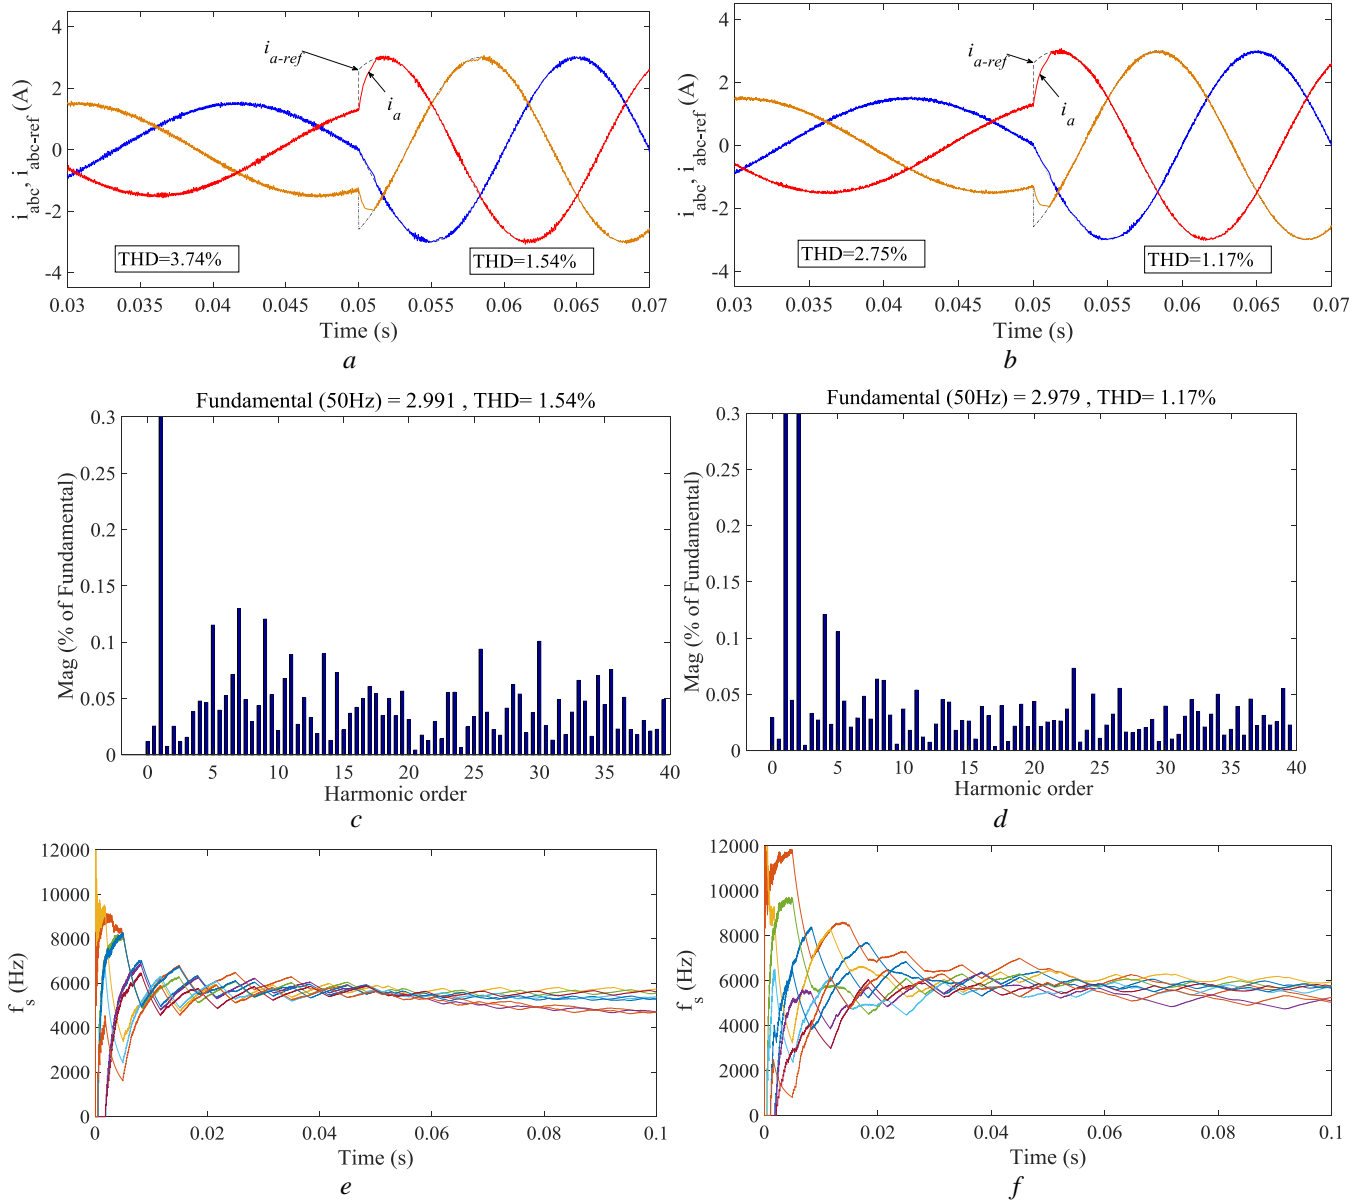 4
2
0
-2
-4
i_abc, i_abc-ref (A)
i_a-ref
i_a
THD=3.74%
THD=1.54%
0.03 0.035 0.04 0.045 0.05 0.055 0.06 0.065 0.07
Time (s)
a
4
2
0
-2
-4
i_abc, i_abc-ref (A)
i_a-ref
i_a
THD=2.75%
THD=1.17%
0.03 0.035 0.04 0.045 0.05 0.055 0.06 0.065 0.07
Time (s)
b
Fundamental (50Hz) = 2.991 , THD= 1.54%
0.3
0.25
0.2
0.15
0.1
0.05
0
Mag (% of Fundamental)
0 5 10 15 20 25 30 35 40
Harmonic order
c
Fundamental (50Hz) = 2.979 , THD= 1.17%
0.3
0.25
0.2
0.15
0.1
0.05
0
Mag (% of Fundamental)
0 5 10 15 20 25 30 35 40
Harmonic order
d
12000
10000
8000
6000
4000
2000
0
f_s (Hz)
0 0.02 0.04 0.06 0.08 0.1
Time (s)
e
12000
10000
8000
6000
4000
2000
0
f_s (Hz)
0 0.02 0.04 0.06 0.08 0.1
Time (s)
f